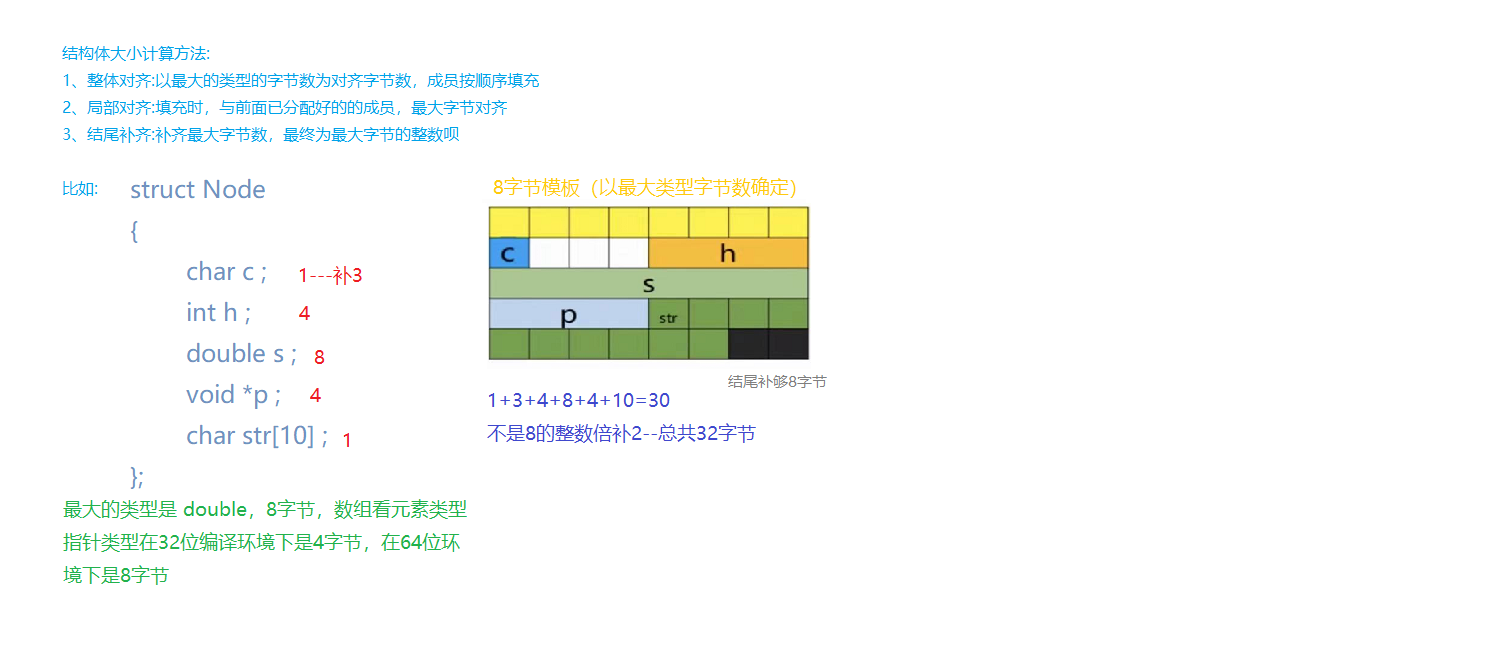 结构体大小计算方法:
1、整体对齐:以最大的类型的字节数为对齐字节数，成员按顺序填充
2、局部对齐:填充时，与前面已分配好的的成员，最大字节对齐
3、结尾补齐:补齐最大字节数，最终为最大字节的整数呗
比如:
struct Node
{
char c ; 1---补3
int h ; 4
double s ; 8
void *p ; 4
char str[10] ; 1
};
最大的类型是 double，8字节，数组看元素类型
指针类型在32位编译环境下是4字节，在64位环
境下是8字节
8字节模板（以最大类型字节数确定）
c h
s
p str
结尾补够8字节
1+3+4+8+4+10=30
不是8的整数倍补2--总共32字节